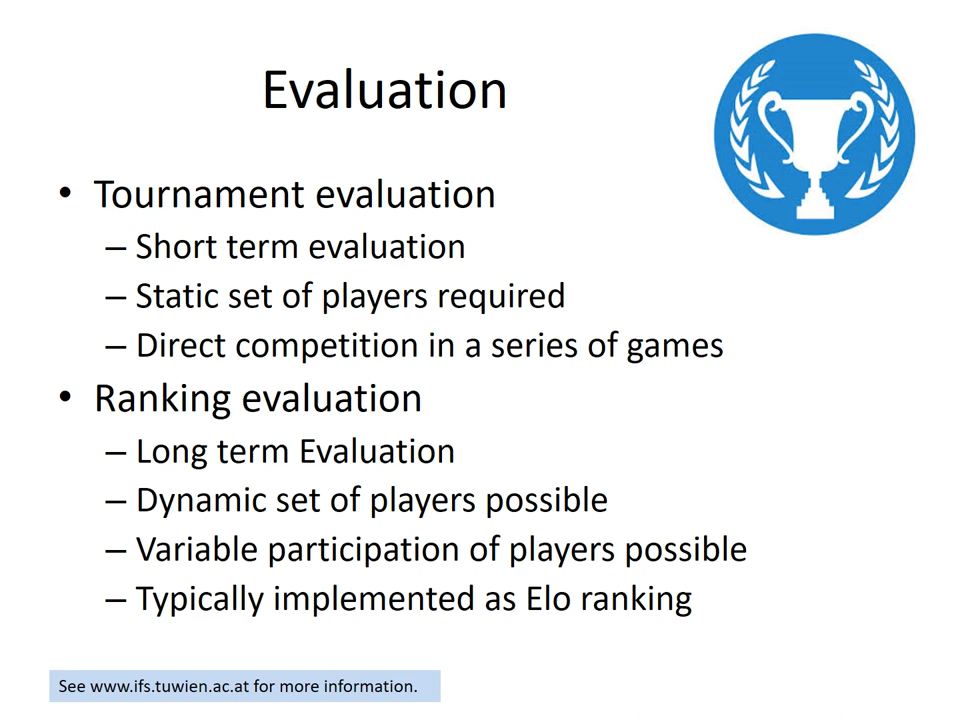 Evaluation
• Tournament evaluation
– Short term evaluation
– Static set of players required
– Direct competition in a series of games
• Ranking evaluation
– Long term Evaluation
– Dynamic set of players possible
– Variable participation of players possible
– Typically implemented as Elo ranking
See www.ifs.tuwien.ac.at for more information.